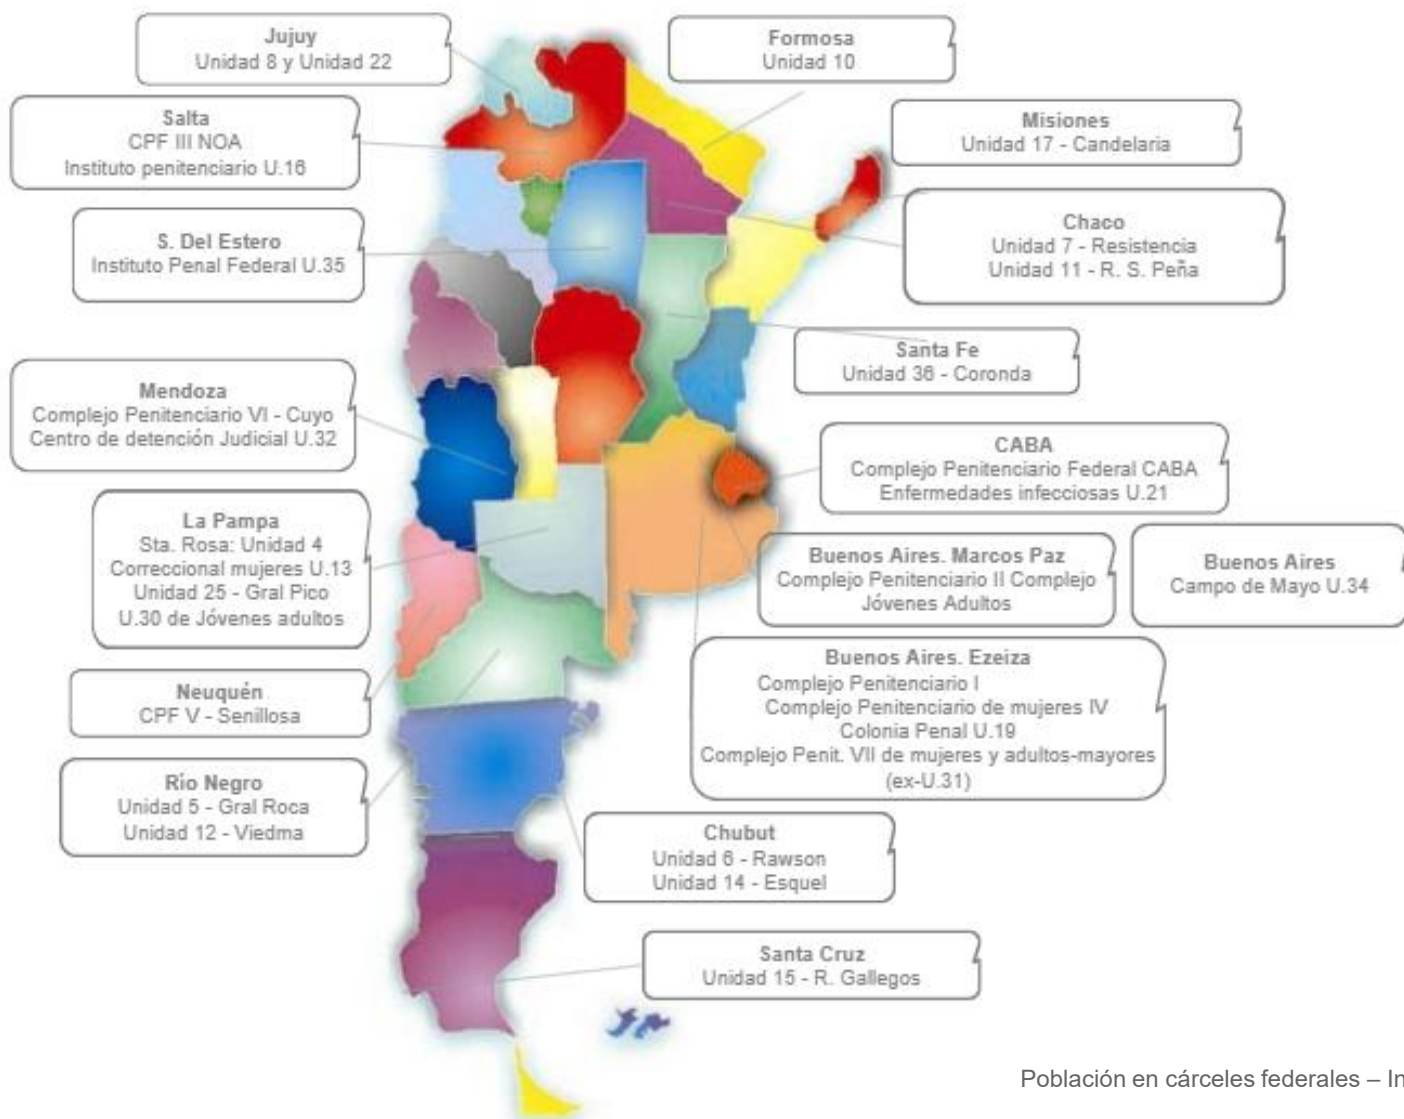 Jujuy
Unidad 8 y Unidad 22
Formosa
Unidad 10
Salta
CPF III NOA
Instituto penitenciario U.16
Misiones
Unidad 17 - Candelaria
S. Del Estero
Instituto Penal Federal U.35
Chaco
Unidad 7 - Resistencia
Unidad 11 - R. S. Peña
Santa Fe
Unidad 36 - Coronda
Mendoza
Complejo Penitenciario VI - Cuyo
Centro de detención Judicial U.32
CABA
Complejo Penitenciario Federal CABA
Enfermedades infecciosas U.21
La Pampa
Sta. Rosa: Unidad 4
Correccional mujeres U.13
Unidad 25 - Gral Pico
U.30 de Jóvenes adultos
Buenos Aires. Marcos Paz
Complejo Penitenciario II Complejo
Jóvenes Adultos
Buenos Aires
Campo de Mayo U.34
Buenos Aires. Ezeiza
Complejo Penitenciario I
Complejo Penitenciario de mujeres IV
Colonia Penal U.19
Complejo Penit. VII de mujeres y adultos-mayores
(ex-U.31)
Neuquén
CPF V - Senillosa
Río Negro
Unidad 5 - Gral Roca
Unidad 12 - Viedma
Chubut
Unidad 6 - Rawson
Unidad 14 - Esquel
Santa Cruz
Unidad 15 - R. Gallegos
Población en cárceles federales – In